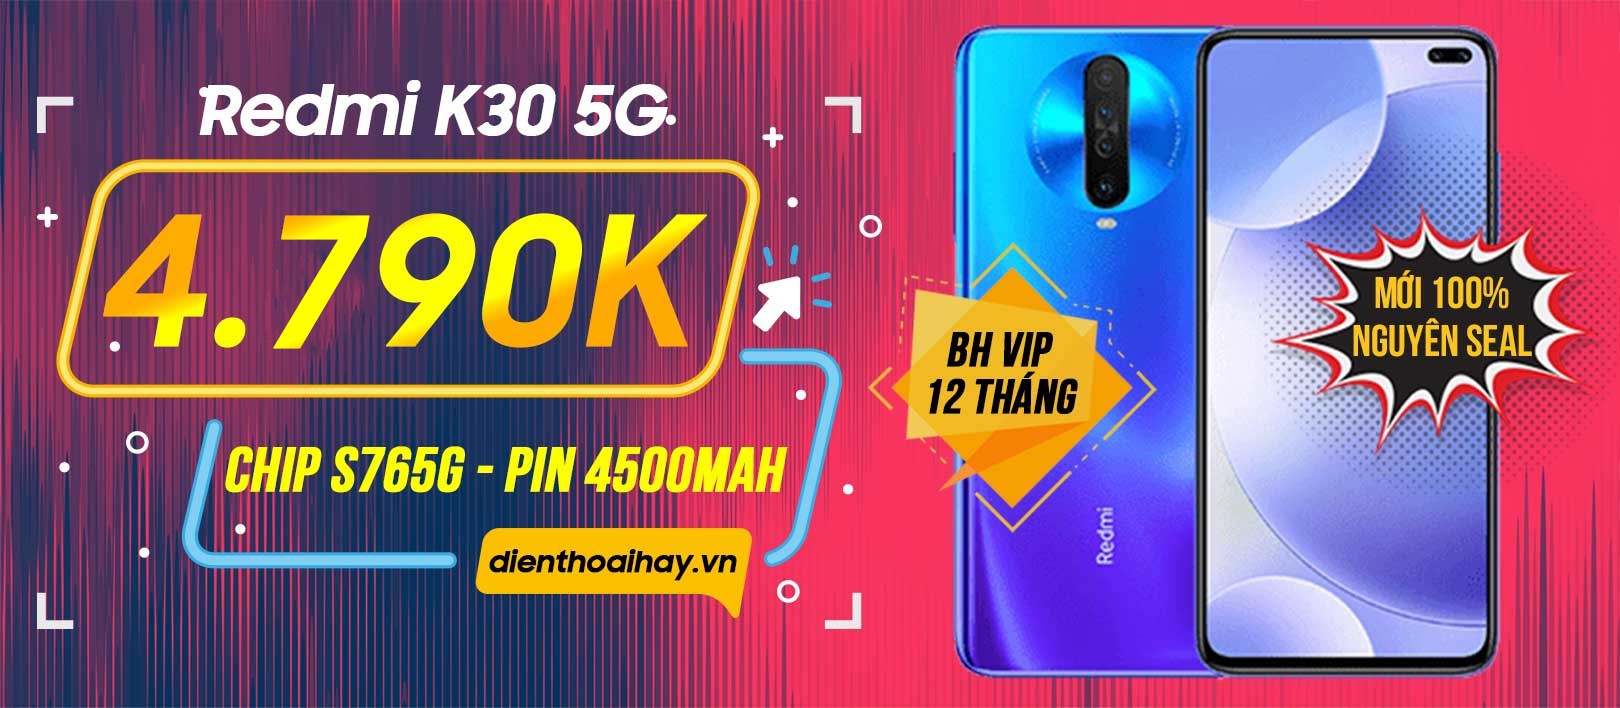 Redmi K30 5G
4.790K
CHIP S765G - PIN 4500MAH
dienthoaihay.vn
BH VIP
12 THÁNG
MỚI 100%
NGUYÊN SEAL
Redmi